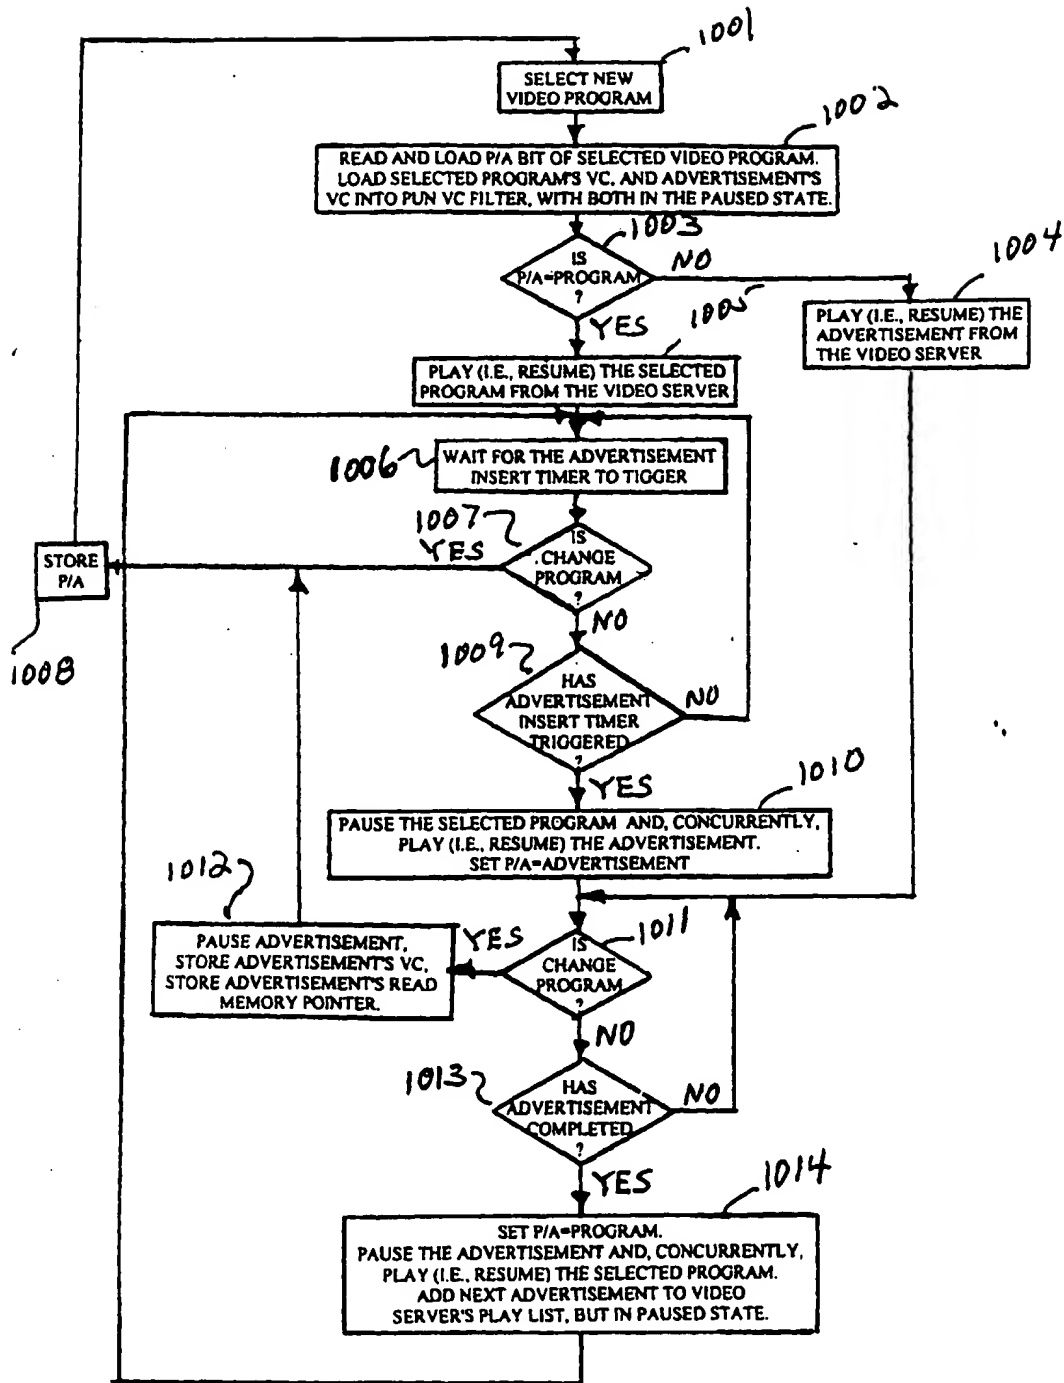 1001
SELECT NEW
VIDEO PROGRAM
1002
READ AND LOAD P/A BIT OF SELECTED VIDEO PROGRAM.
LOAD SELECTED PROGRAM'S VC, AND ADVERTISEMENT'S
VC INTO PUN VC FILTER, WITH BOTH IN THE PAUSED STATE.
1003
IS
P/A=PROGRAM
?
NO
YES
1004
PLAY (I.E., RESUME) THE
ADVERTISEMENT FROM
THE VIDEO SERVER
1005
PLAY (I.E., RESUME) THE SELECTED
PROGRAM FROM THE VIDEO SERVER
1006
WAIT FOR THE ADVERTISEMENT
INSERT TIMER TO TIGGER
1007
YES
IS
CHANGE
PROGRAM
?
NO
STORE
P/A
1008
1009
HAS
ADVERTISEMENT
INSERT TIMER
TRIGGERED
?
NO
YES
1010
PAUSE THE SELECTED PROGRAM AND, CONCURRENTLY,
PLAY (I.E., RESUME) THE ADVERTISEMENT.
SET P/A=ADVERTISEMENT
1011
IS
CHANGE
PROGRAM
?
YES
NO
1012
PAUSE ADVERTISEMENT,
STORE ADVERTISEMENT'S VC,
STORE ADVERTISEMENT'S READ
MEMORY POINTER.
1013
HAS
ADVERTISEMENT
COMPLETED
?
NO
YES
1014
SET P/A=PROGRAM.
PAUSE THE ADVERTISEMENT AND, CONCURRENTLY,
PLAY (I.E., RESUME) THE SELECTED PROGRAM.
ADD NEXT ADVERTISEMENT TO VIDEO
SERVER'S PLAY LIST, BUT IN PAUSED STATE.